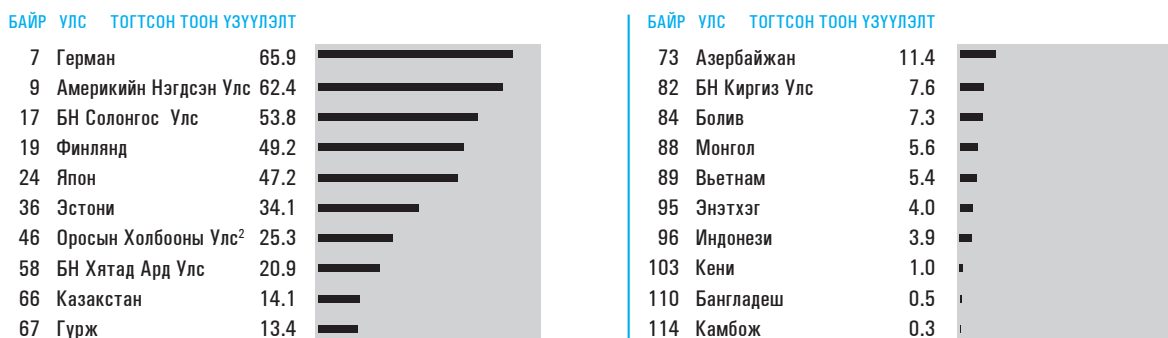 БАЙР УЛС ТОГТСОН ТООН ҮЗҮҮЛЭЛТ
7 Герман 65.9
9 Америкийн Нэгдсэн Улс 62.4
17 БН Солонгос Улс 53.8
19 Финлянд 49.2
24 Япон 47.2
36 Эстони 34.1
46 Оросын Холбооны Улс² 25.3
58 БН Хятад Ард Улс 20.9
66 Казакстан 14.1
67 Гүрж 13.4
БАЙР УЛС ТОГТСОН ТООН ҮЗҮҮЛЭЛТ
73 Азербайжан 11.4
82 БН Киргиз Улс 7.6
84 Болив 7.3
88 Монгол 5.6
89 Вьетнам 5.4
95 Энэтхэг 4.0
96 Индонези 3.9
103 Кени 1.0
110 Бангладеш 0.5
114 Камбож 0.3